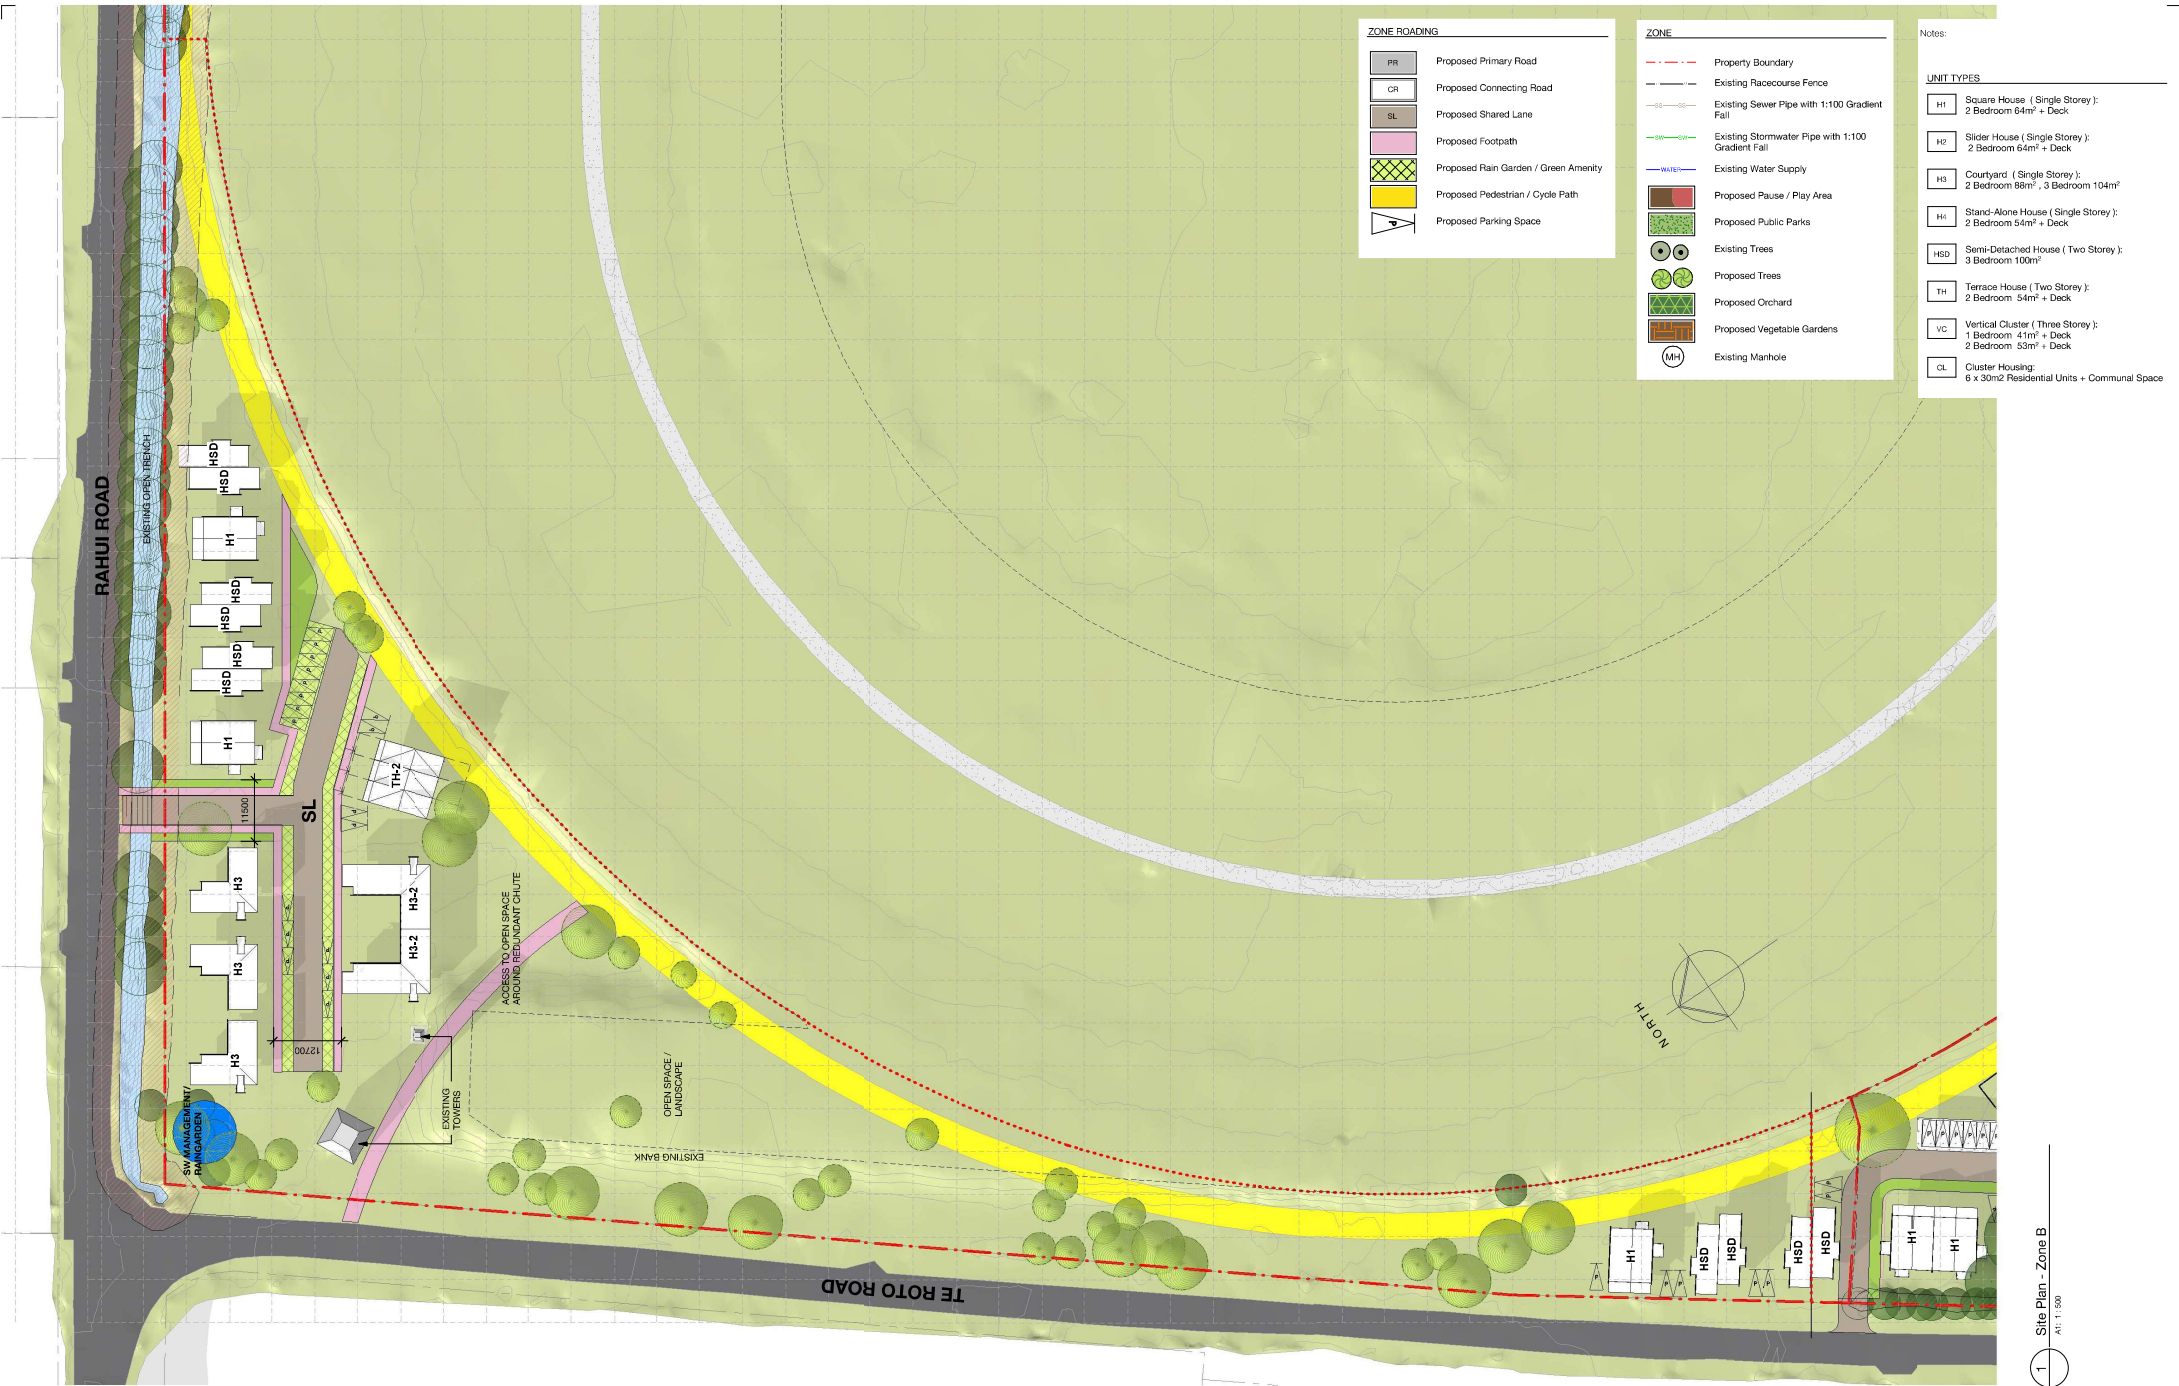 ZONE ROADING
PR Proposed Primary Road
CR Proposed Connecting Road
SL Proposed Shared Lane
Proposed Footpath
Proposed Rain Garden / Green Amenity
Proposed Pedestrian / Cycle Path
P Proposed Parking Space
ZONE
Property Boundary
Existing Racecourse Fence
SS SS Existing Sewer Pipe with 1:100 Gradient
Fall
SW SW Existing Stormwater Pipe with 1:100
Gradient Fall
WATER Existing Water Supply
Proposed Pause / Play Area
Proposed Public Parks
Existing Trees
Proposed Trees
Proposed Orchard
Proposed Vegetable Gardens
MH Existing Manhole
Notes:
UNIT TYPES
H1 Square House ( Single Storey ):
2 Bedroom 64m² + Deck
H2 Slider House ( Single Storey ):
2 Bedroom 64m² + Deck
H3 Courtyard ( Single Storey ):
2 Bedroom 88m² , 3 Bedroom 104m²
H4 Stand-Alone House ( Single Storey ):
2 Bedroom 54m² + Deck
HSD Semi-Detached House ( Two Storey ):
3 Bedroom 100m²
TH Terrace House ( Two Storey ):
2 Bedroom 54m² + Deck
VC Vertical Cluster ( Three Storey ):
1 Bedroom 41m² + Deck
2 Bedroom 53m² + Deck
CL Cluster Housing:
6 x 30m2 Residential Units + Communal Space
RAHUI ROAD
EXISTING OPEN TRENCH
HSD
HSD
H1
HSD
HSD
HSD
HSD
H1
11500
SL
TH-2
H3
H3
H3
H3-2
H3-2
12700
ACCESS TO OPEN SPACE
AROUND REDUNDANT CHUTE
EXISTING
TOWERS
OPEN SPACE /
LANDSCAPE
EXISTING BANK
SW MANAGEMENT/
RAINGARDEN
TE ROTO ROAD
NORTH
H1
HSD
HSD
HSD
HSD
H1
H1
1
Site Plan - Zone B
A1: 1 : 500